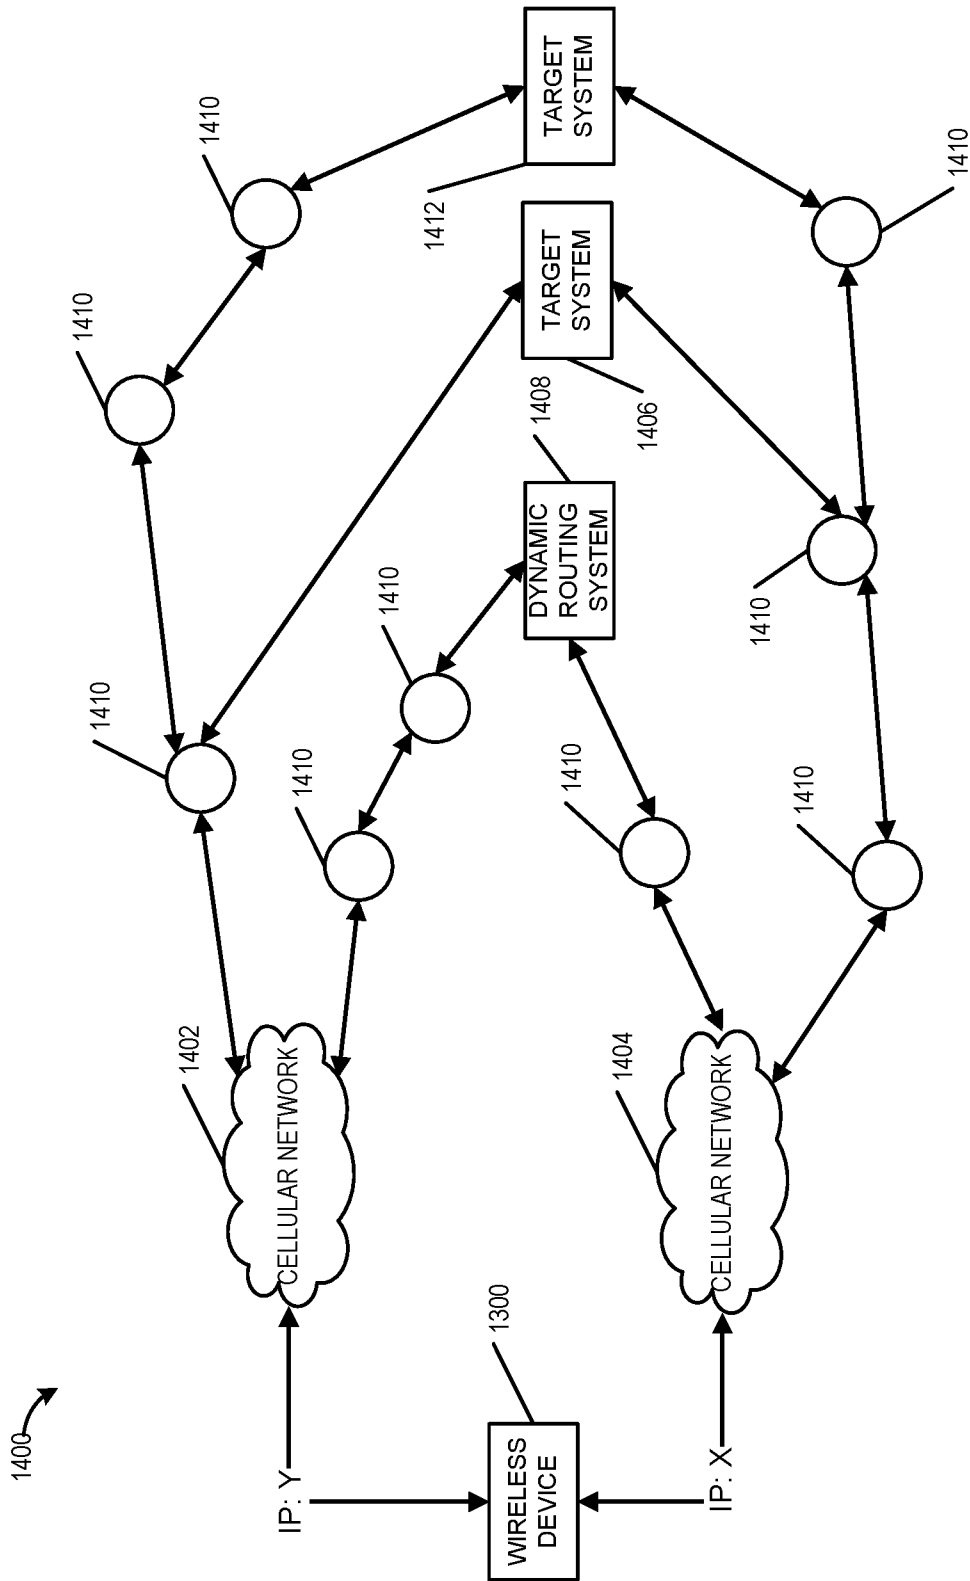 1400
IP: Y
WIRELESS
DEVICE
1300
IP: X
CELLULAR NETWORK
1402
CELLULAR NETWORK
1404
1410
1410
1410
1410
1410
1410
1410
1410
1410
1410
DYNAMIC
ROUTING
SYSTEM
1408
TARGET
SYSTEM
1406
TARGET
SYSTEM
1412